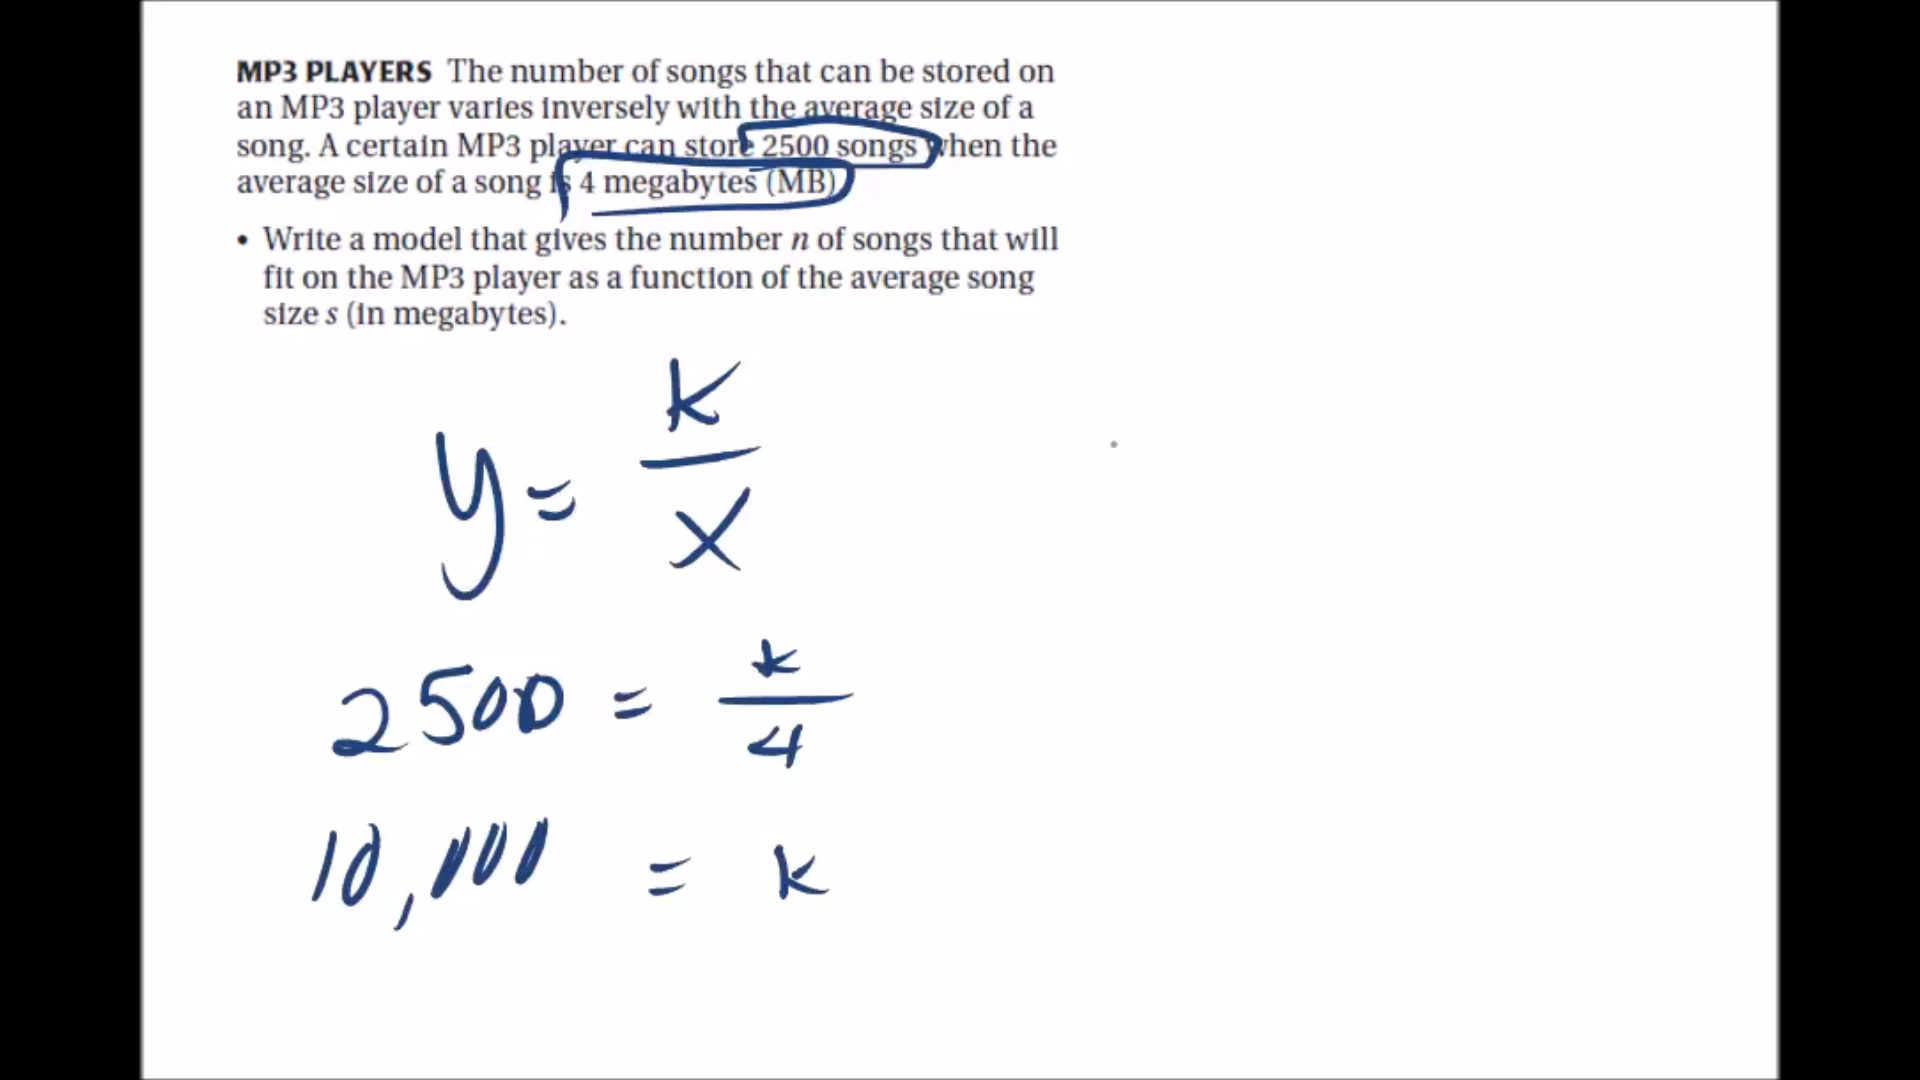 MP3 PLAYERS The number of songs that can be stored on
an MP3 player varies inversely with the average size of a
song. A certain MP3 player can store 2500 songs when the
average size of a song is 4 megabytes (MB)
• Write a model that gives the number n of songs that will
fit on the MP3 player as a function of the average song
size s (in megabytes).
y = k/x
2500 = k/4
10,000 = k